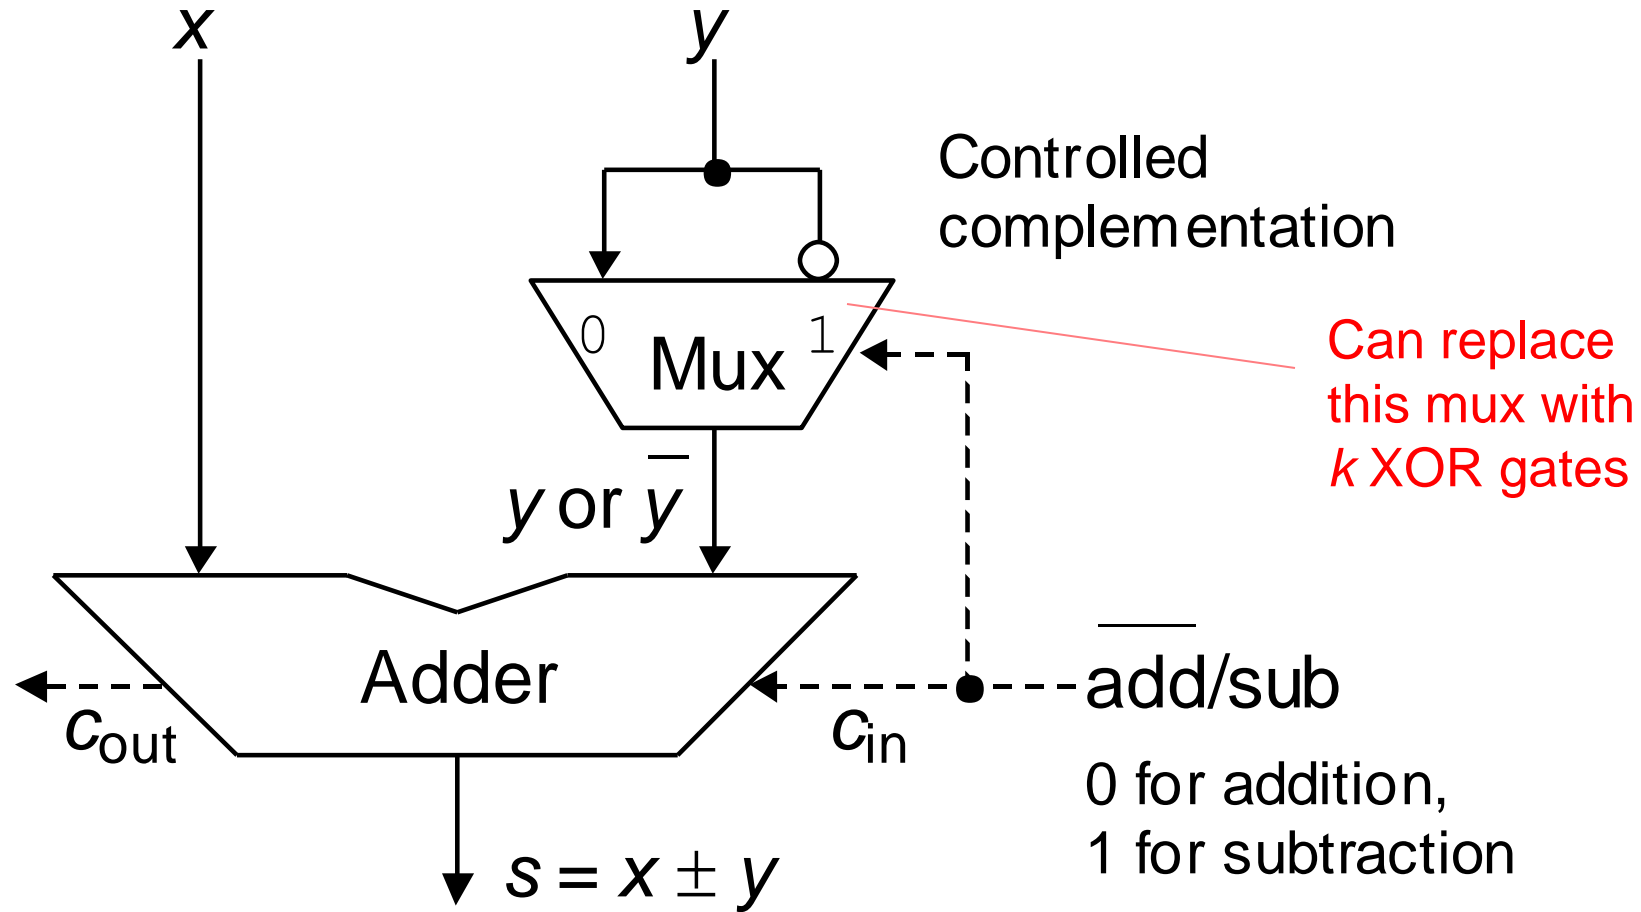 x
y
Controlled
complementation
0
Mux
1
Can replace
this mux with
k XOR gates
y or y̅
Adder
a̅d̅d̅/sub
c_out
c_in
0 for addition,
1 for subtraction
s = x ± y